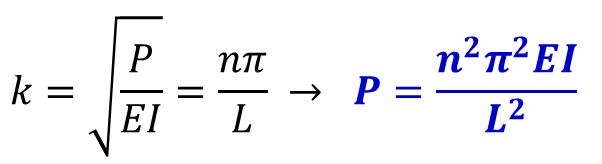 k = √(P/EI) = nπ/L → P = n²π²EI/L²